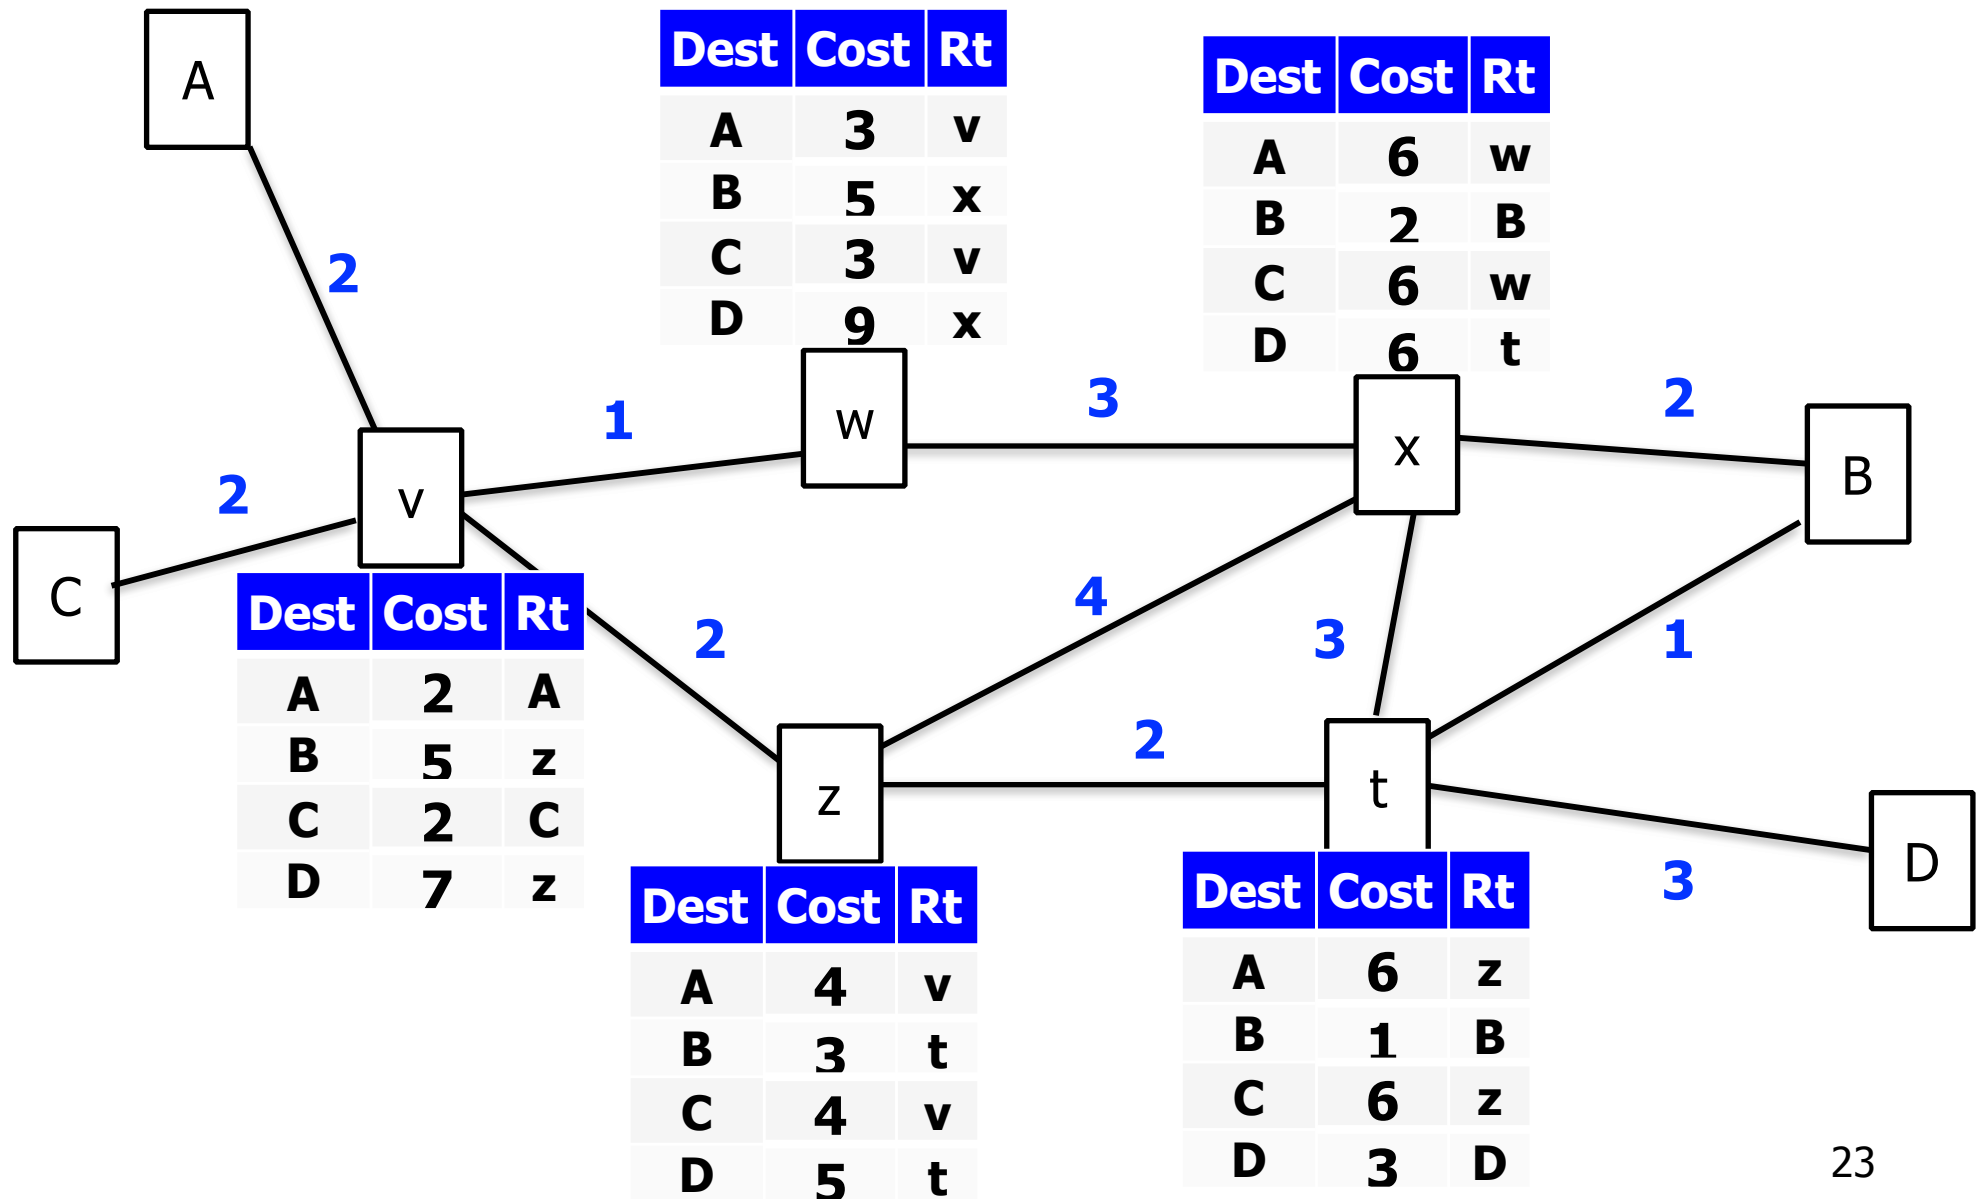 A
Dest Cost Rt
A 3 v
B 5 x
C 3 v
D 9 x
Dest Cost Rt
A 6 w
B 2 B
C 6 w
D 6 t
2
1
w
3
x
2
B
2
v
C
Dest Cost Rt
A 2 A
B 5 z
C 2 C
D 7 z
2
4
3
1
z
2
t
3
D
Dest Cost Rt
A 4 v
B 3 t
C 4 v
D 5 t
Dest Cost Rt
A 6 z
B 1 B
C 6 z
D 3 D
23